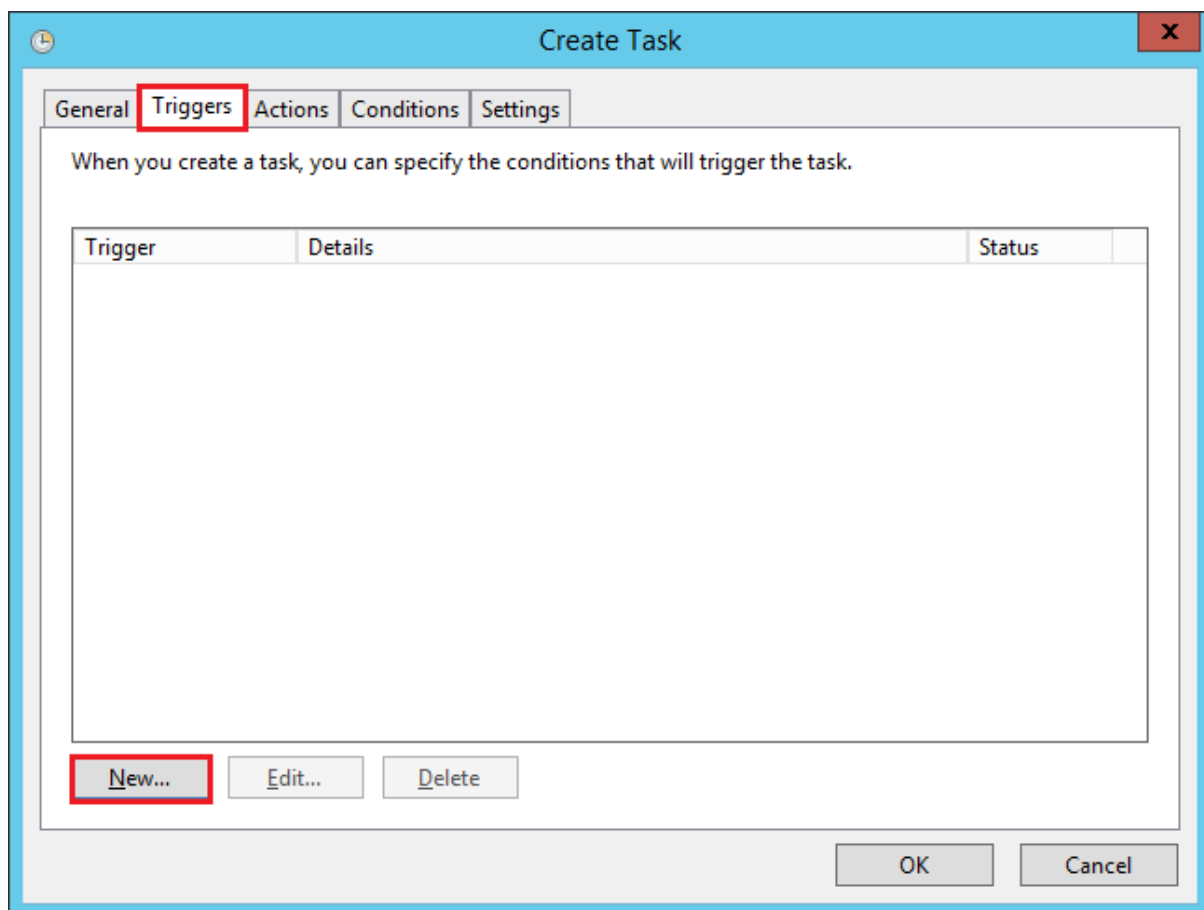 Create Task
x
General Triggers Actions Conditions Settings
When you create a task, you can specify the conditions that will trigger the task.
Trigger Details Status
New... Edit... Delete
OK Cancel